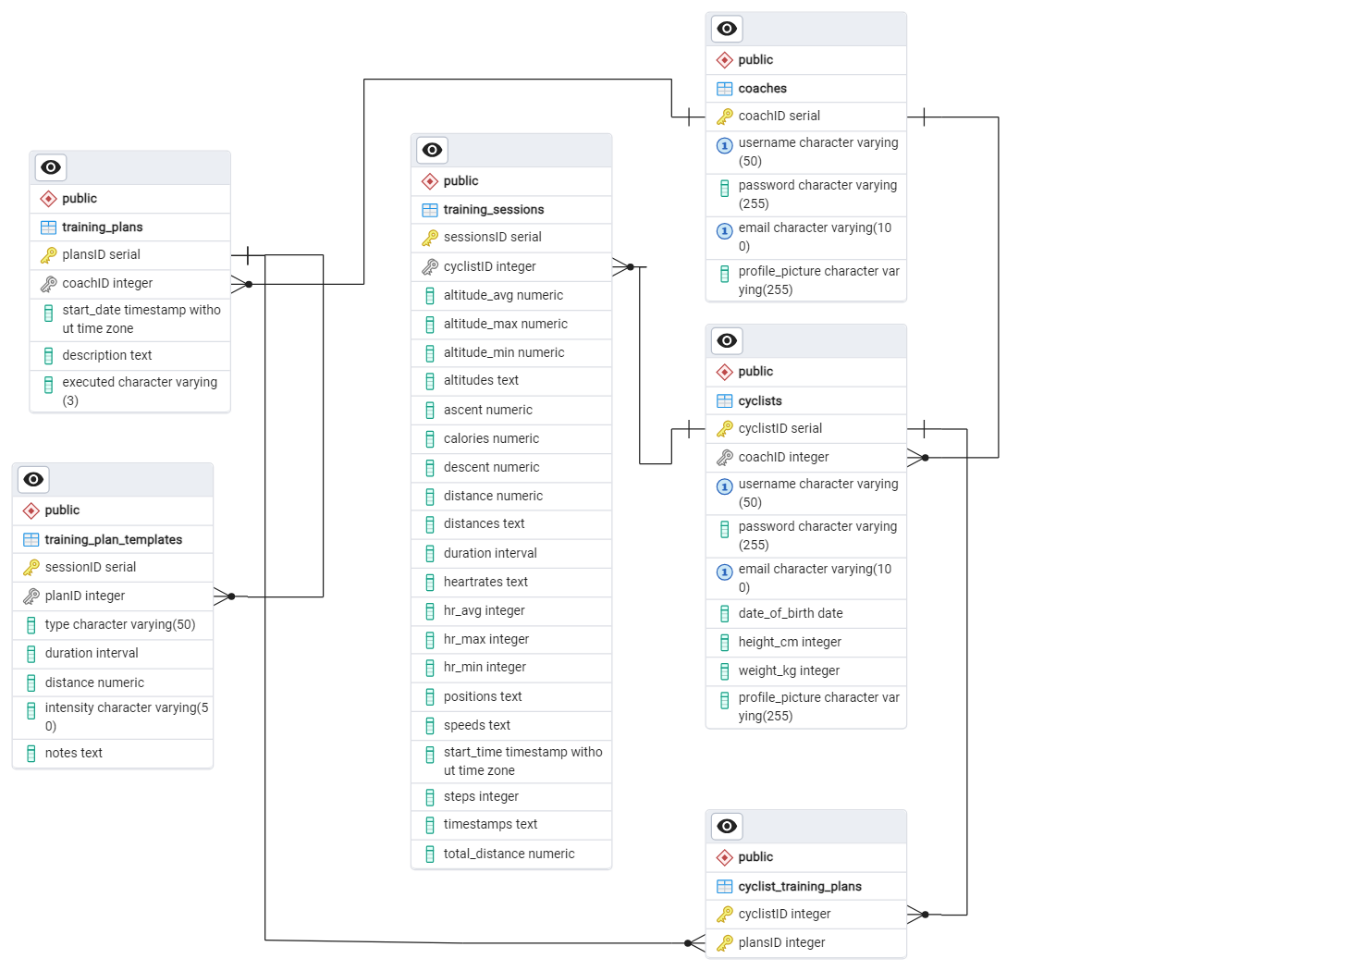 public
coaches
coachID serial
username character varying
(50)
password character varying
(255)
email character varying(10
0)
profile_picture character var
ying(255)
public
training_sessions
sessionsID serial
cyclistID integer
altitude_avg numeric
altitude_max numeric
altitude_min numeric
altitudes text
ascent numeric
calories numeric
descent numeric
distance numeric
distances text
duration interval
heartrates text
hr_avg integer
hr_max integer
hr_min integer
positions text
speeds text
start_time timestamp witho
ut time zone
steps integer
timestamps text
total_distance numeric
public
training_plans
plansID serial
coachID integer
start_date timestamp witho
ut time zone
description text
executed character varying
(3)
public
cyclists
cyclistID serial
coachID integer
username character varying
(50)
password character varying
(255)
email character varying(10
0)
date_of_birth date
height_cm integer
weight_kg integer
profile_picture character var
ying(255)
public
training_plan_templates
sessionID serial
planID integer
type character varying(50)
duration interval
distance numeric
intensity character varying(5
0)
notes text
public
cyclist_training_plans
cyclistID integer
plansID integer